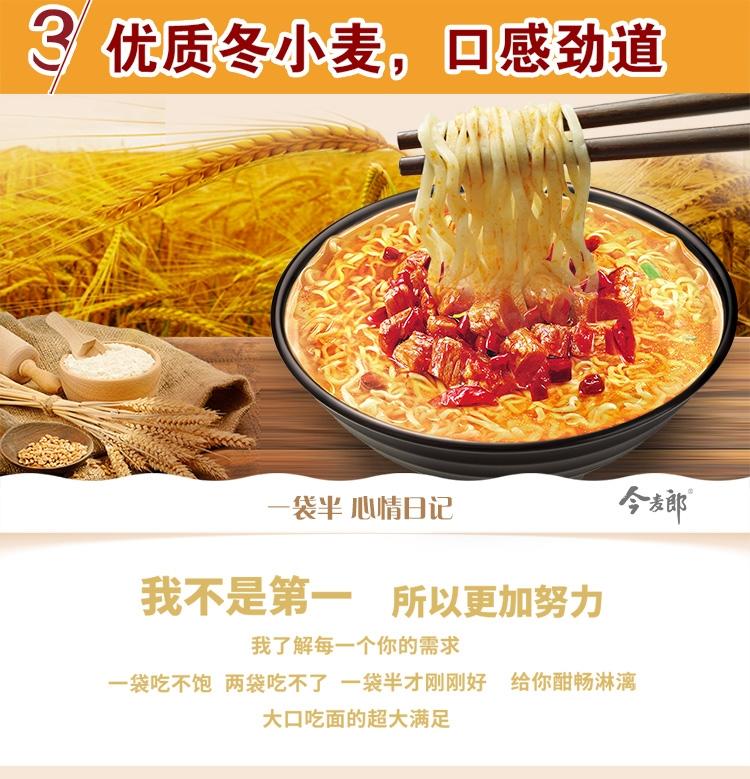 3 优质冬小麦，口感劲道
一袋半 心情日记
今麦郎®
我不是第一 所以更加努力
我了解每一个你的需求
一袋吃不饱 两袋吃不了 一袋半才刚刚好 给你酣畅淋漓
大口吃面的超大满足